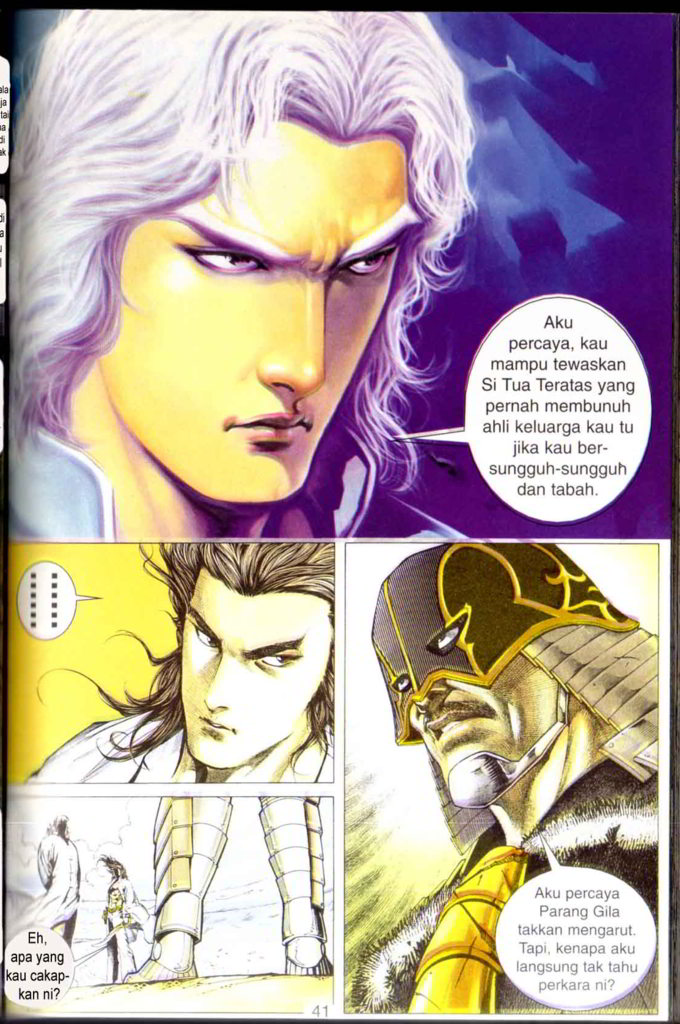 Aku
percaya, kau
mampu tewaskan
Si Tua Teratas yang
pernah membunuh
ahli keluarga kau tu
jika kau ber-
sungguh-sungguh
dan tabah.
Eh,
apa yang
kau cakap-
kan ni?
Aku percaya
Parang Gila
takkan mengarut.
Tapi, kenapa aku
langsung tak tahu
perkara ni?
41